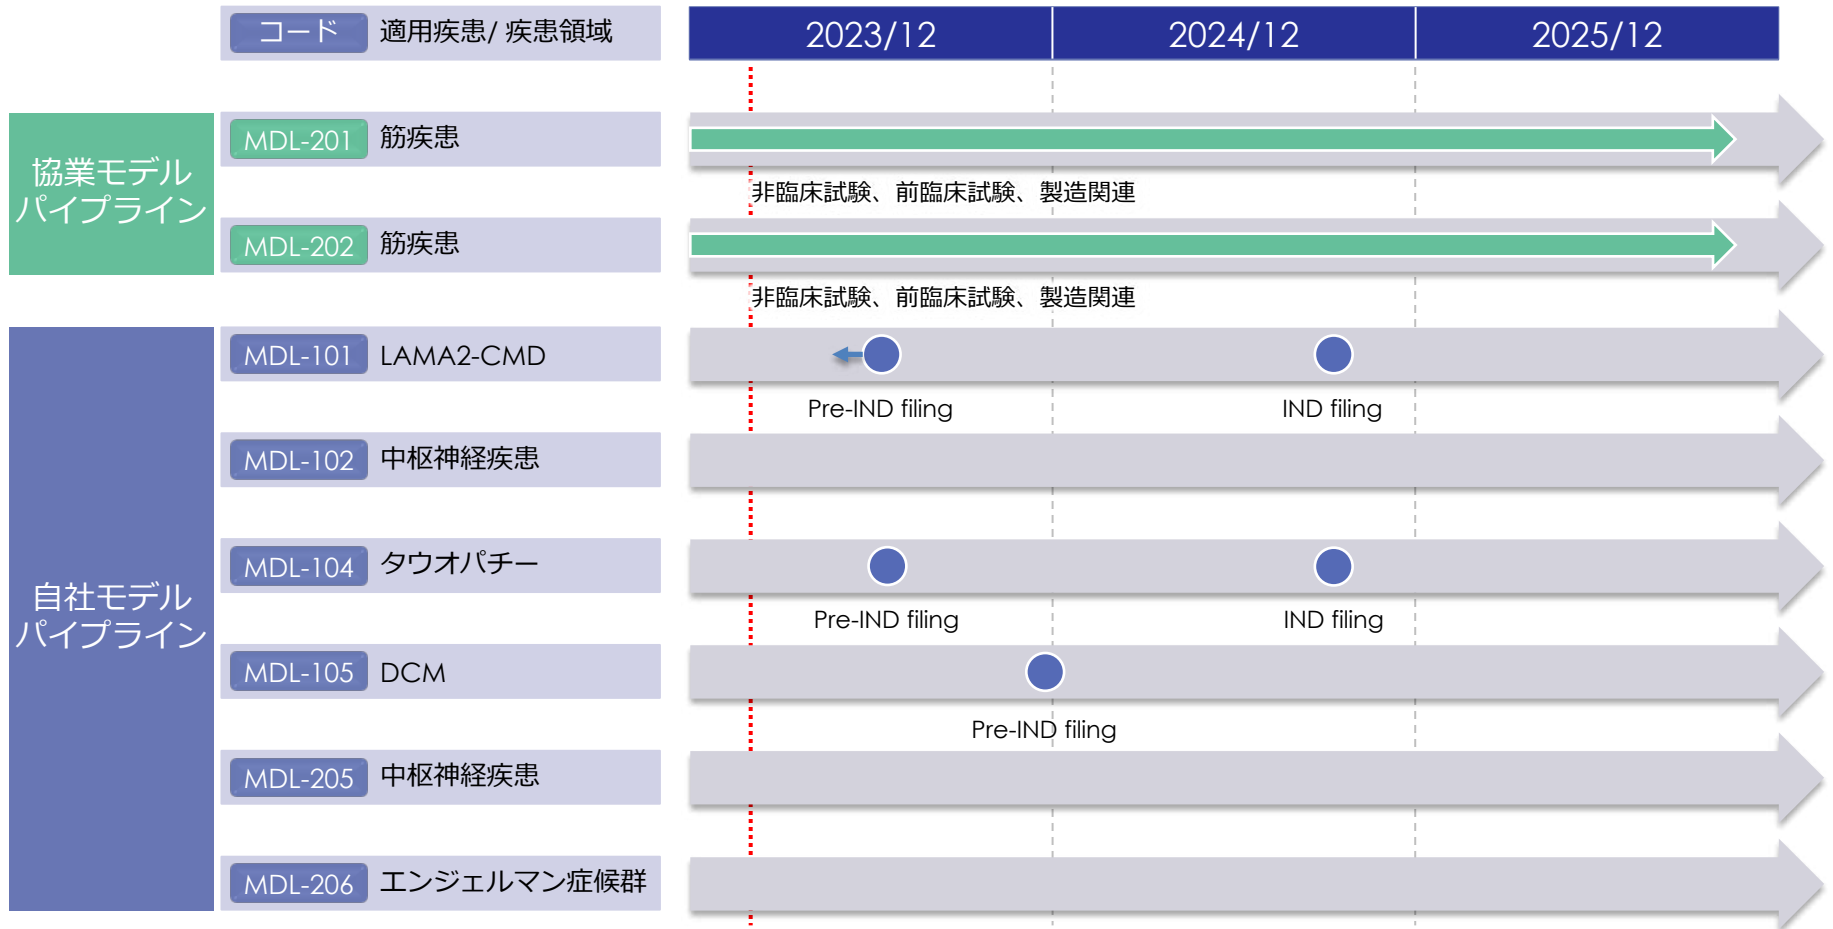 コード 適用疾患/ 疾患領域 2023/12 2024/12 2025/12
協業モデル
パイプライン
MDL-201 筋疾患
非臨床試験、前臨床試験、製造関連
MDL-202 筋疾患
非臨床試験、前臨床試験、製造関連
自社モデル
パイプライン
MDL-101 LAMA2-CMD
Pre-IND filing IND filing
MDL-102 中枢神経疾患
MDL-104 タウオパチー
Pre-IND filing IND filing
MDL-105 DCM
Pre-IND filing
MDL-205 中枢神経疾患
MDL-206 エンジェルマン症候群